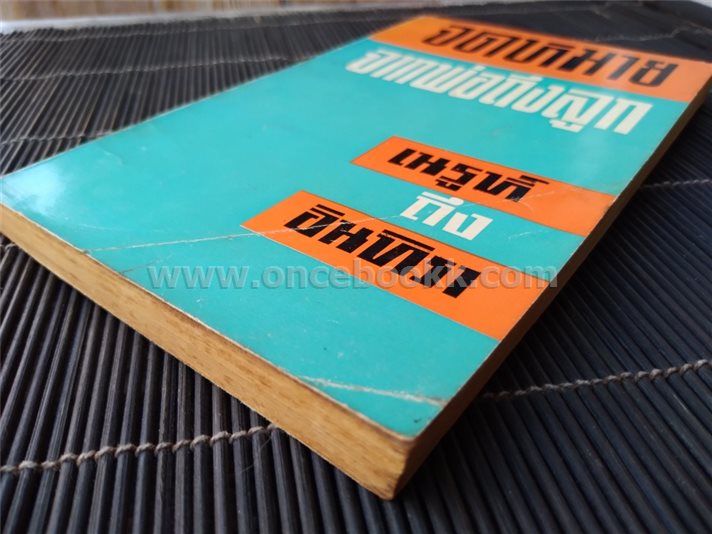 จดหมาย
จากพ่อถึงลูก
เนรูห์
ถึง
อินทิรา
www.oncebookk.com